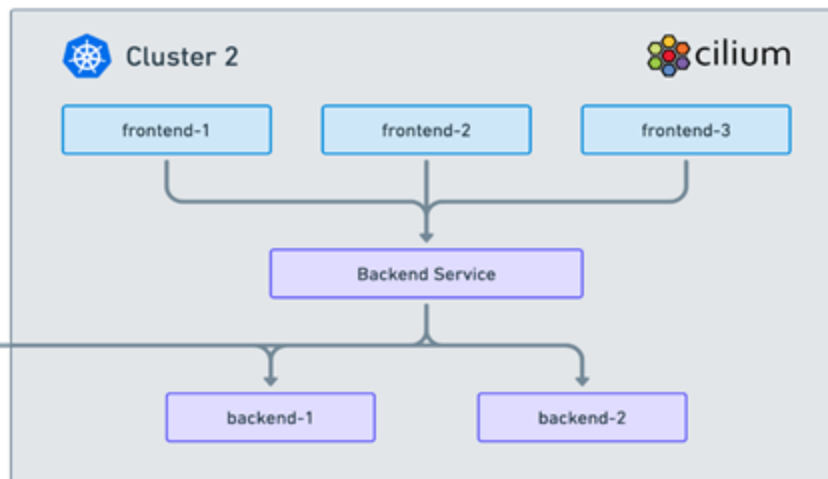 Cluster 2
cilium
frontend-1
frontend-2
frontend-3
Backend Service
backend-1
backend-2